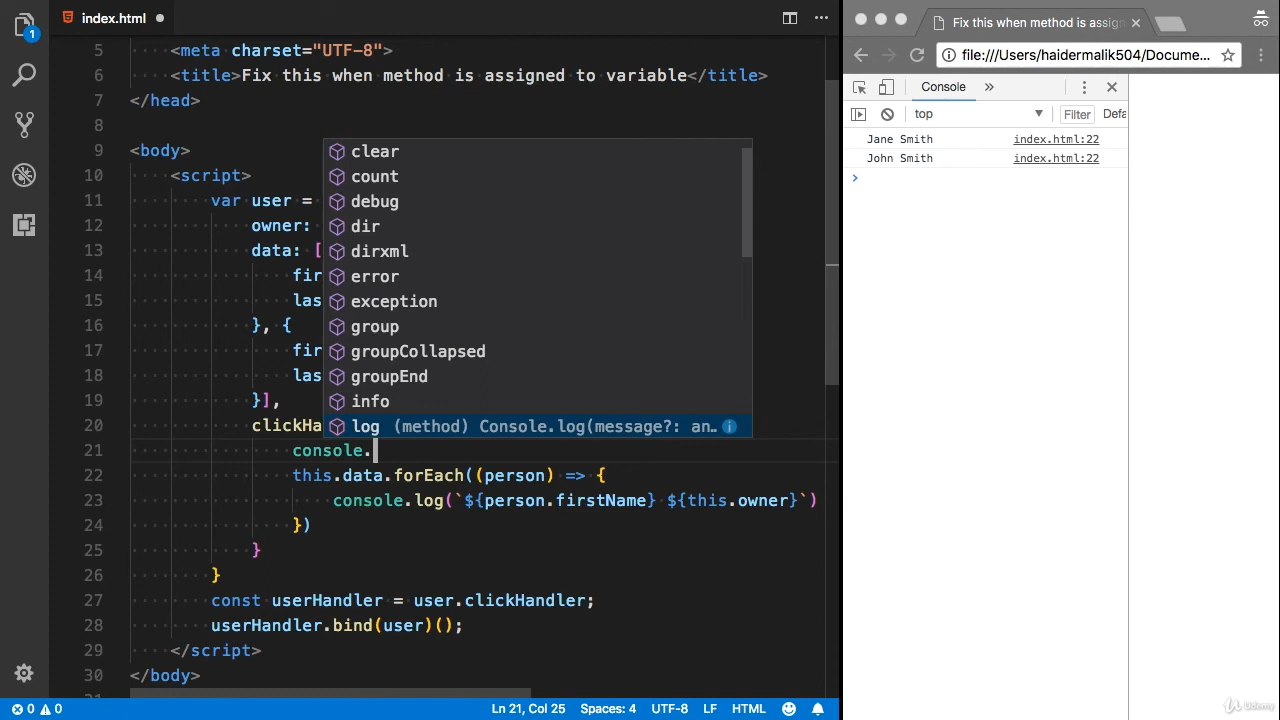 index.html
1
5 <meta charset="UTF-8">
6 <title>Fix this when method is assigned to variable</title>
7 </head>
8
9 <body>
10 <script>
11 var user =
12 owner:
13 data: [
14 fir
15 las
16 }, {
17 fir
18 las
19 }],
20 clickHa
21 console.
22 this.data.forEach((person) => {
23 console.log(`${person.firstName} ${this.owner}`)
24 })
25 }
26 }
27 const userHandler = user.clickHandler;
28 userHandler.bind(user)();
29 </script>
30 </body>
31
clear
count
debug
dir
dirxml
error
exception
group
groupCollapsed
groupEnd
info
log (method) Console.log(message?: an…
0 0 Ln 21, Col 25 Spaces: 4 UTF-8 LF HTML
Fix this when method is assig
file:///Users/haidermalik504/Docume...
Console »
top Filter Defa
Jane Smith index.html:22
John Smith index.html:22
Udemy